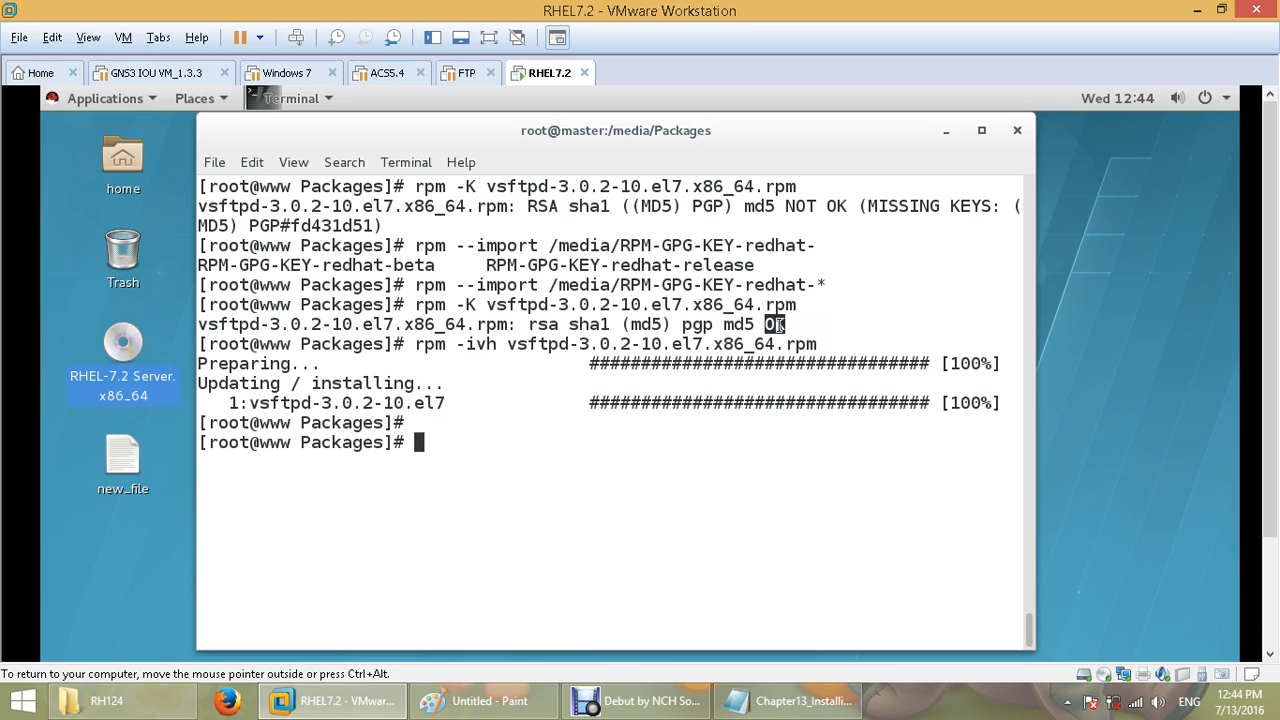 RHEL7.2 - VMware Workstation
File Edit View VM Tabs Help
Home GNS3 IOU VM_1.3.3 Windows 7 ACS5.4 FTP RHEL7.2
Applications Places Terminal Wed 12:44
root@master:/media/Packages
File Edit View Search Terminal Help
home
Trash
RHEL-7.2 Server.
x86_64
new_file
[root@www Packages]# rpm -K vsftpd-3.0.2-10.el7.x86_64.rpm
vsftpd-3.0.2-10.el7.x86_64.rpm: RSA sha1 ((MD5) PGP) md5 NOT OK (MISSING KEYS: (
MD5) PGP#fd431d51)
[root@www Packages]# rpm --import /media/RPM-GPG-KEY-redhat-
RPM-GPG-KEY-redhat-beta RPM-GPG-KEY-redhat-release
[root@www Packages]# rpm --import /media/RPM-GPG-KEY-redhat-*
[root@www Packages]# rpm -K vsftpd-3.0.2-10.el7.x86_64.rpm
vsftpd-3.0.2-10.el7.x86_64.rpm: rsa sha1 (md5) pgp md5 OK
[root@www Packages]# rpm -ivh vsftpd-3.0.2-10.el7.x86_64.rpm
Preparing... ################################# [100%]
Updating / installing...
1:vsftpd-3.0.2-10.el7 ################################# [100%]
[root@www Packages]#
[root@www Packages]#
To return to your computer, move the mouse pointer outside or press Ctrl+Alt.
RH124 RHEL7.2 - VMwar... Untitled - Paint Debut by NCH So... Chapter13_Installi... ENG 12:44 PM
7/13/2016